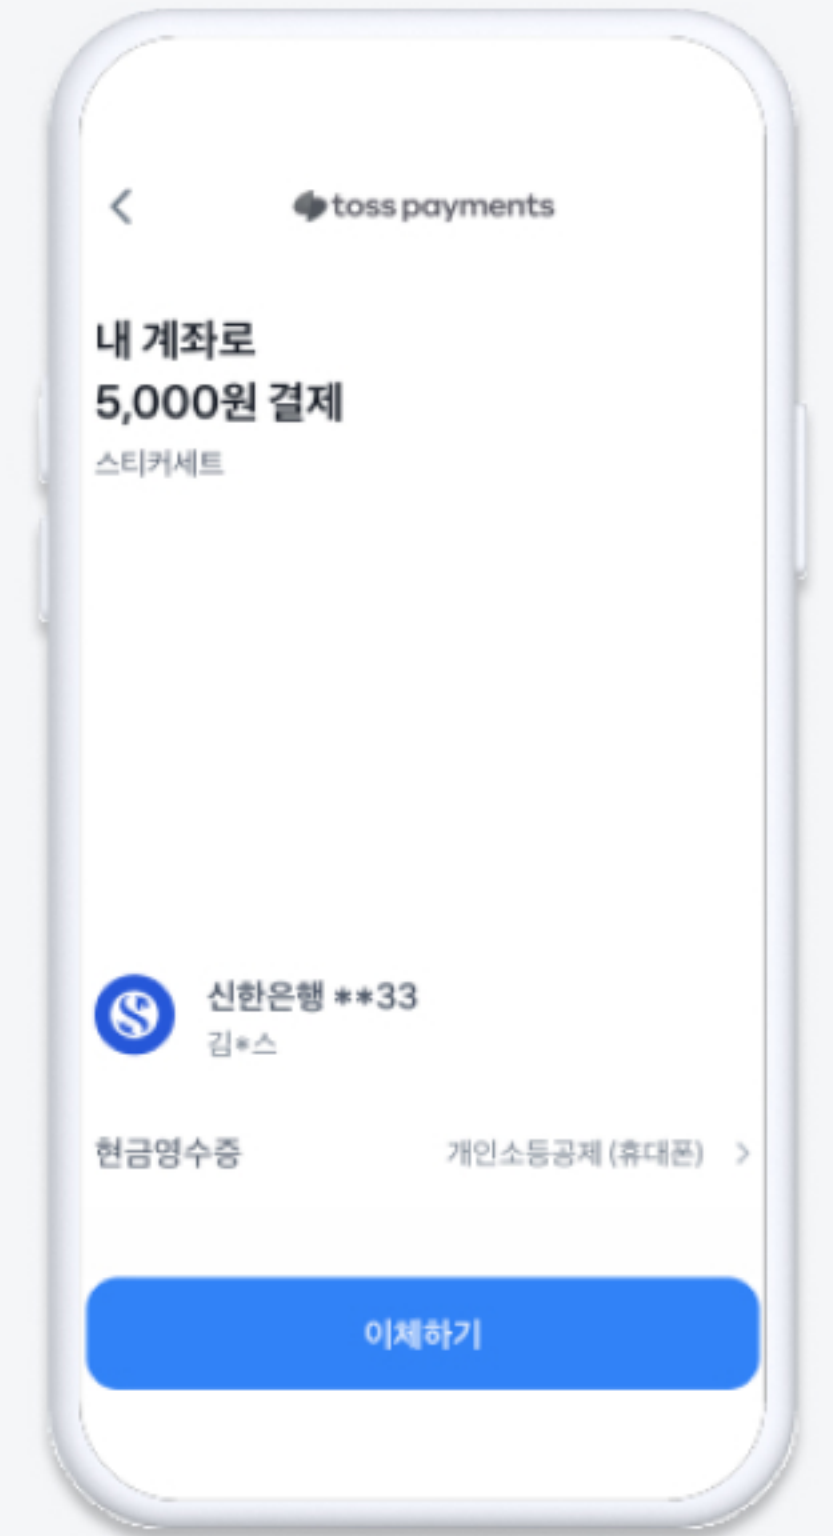 toss payments
내 계좌로
5,000원 결제
스티커세트
신한은행 **33
김*스
현금영수증 개인소등공제 (휴대폰)
이체하기